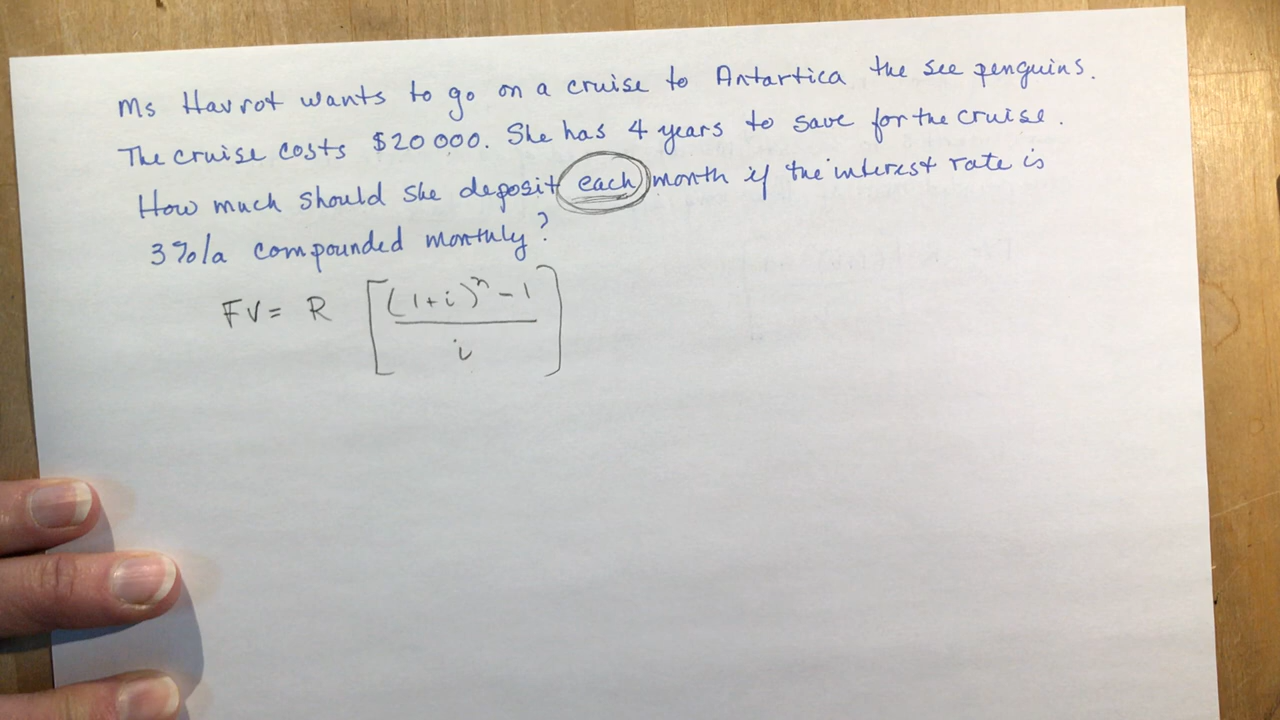 Ms Havrot wants to go on a cruise to Antartica the see penguins.
The cruise costs $20 000. She has 4 years to save for the cruise.
How much should she deposit each month if the interest rate is
3%/a compounded monthly?
FV = R [((1+i)^n - 1)/i]